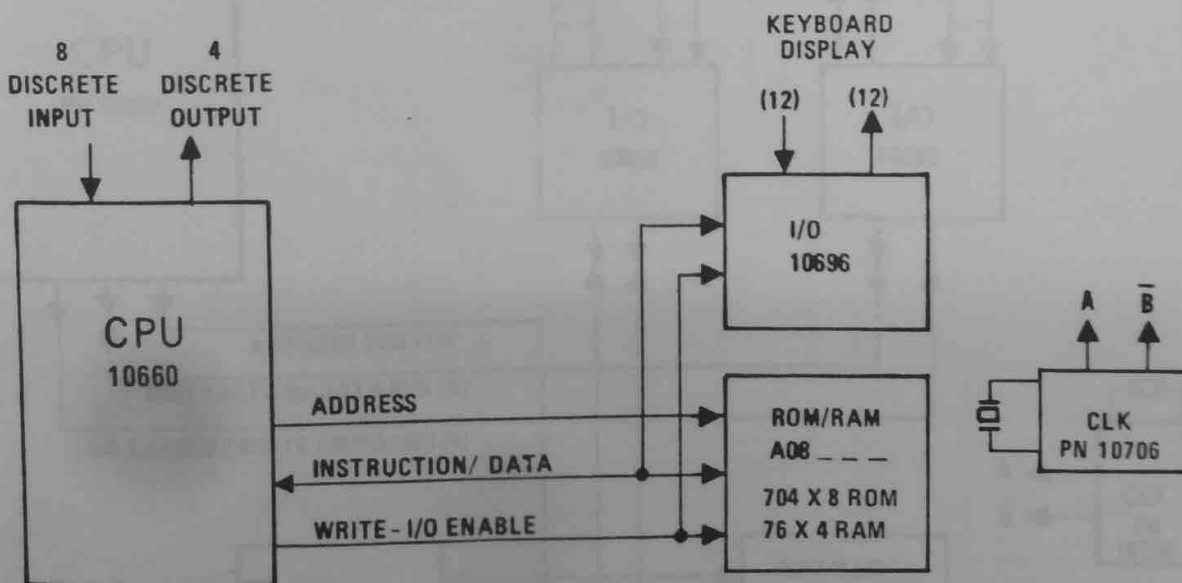 8
DISCRETE
INPUT
4
DISCRETE
OUTPUT
KEYBOARD
DISPLAY
(12)
(12)
CPU
10660
I/O
10696
ADDRESS
INSTRUCTION/ DATA
WRITE-I/O ENABLE
ROM/RAM
A08 _ _ _
704 X 8 ROM
76 X 4 RAM
A
B̅
CLK
PN 10706